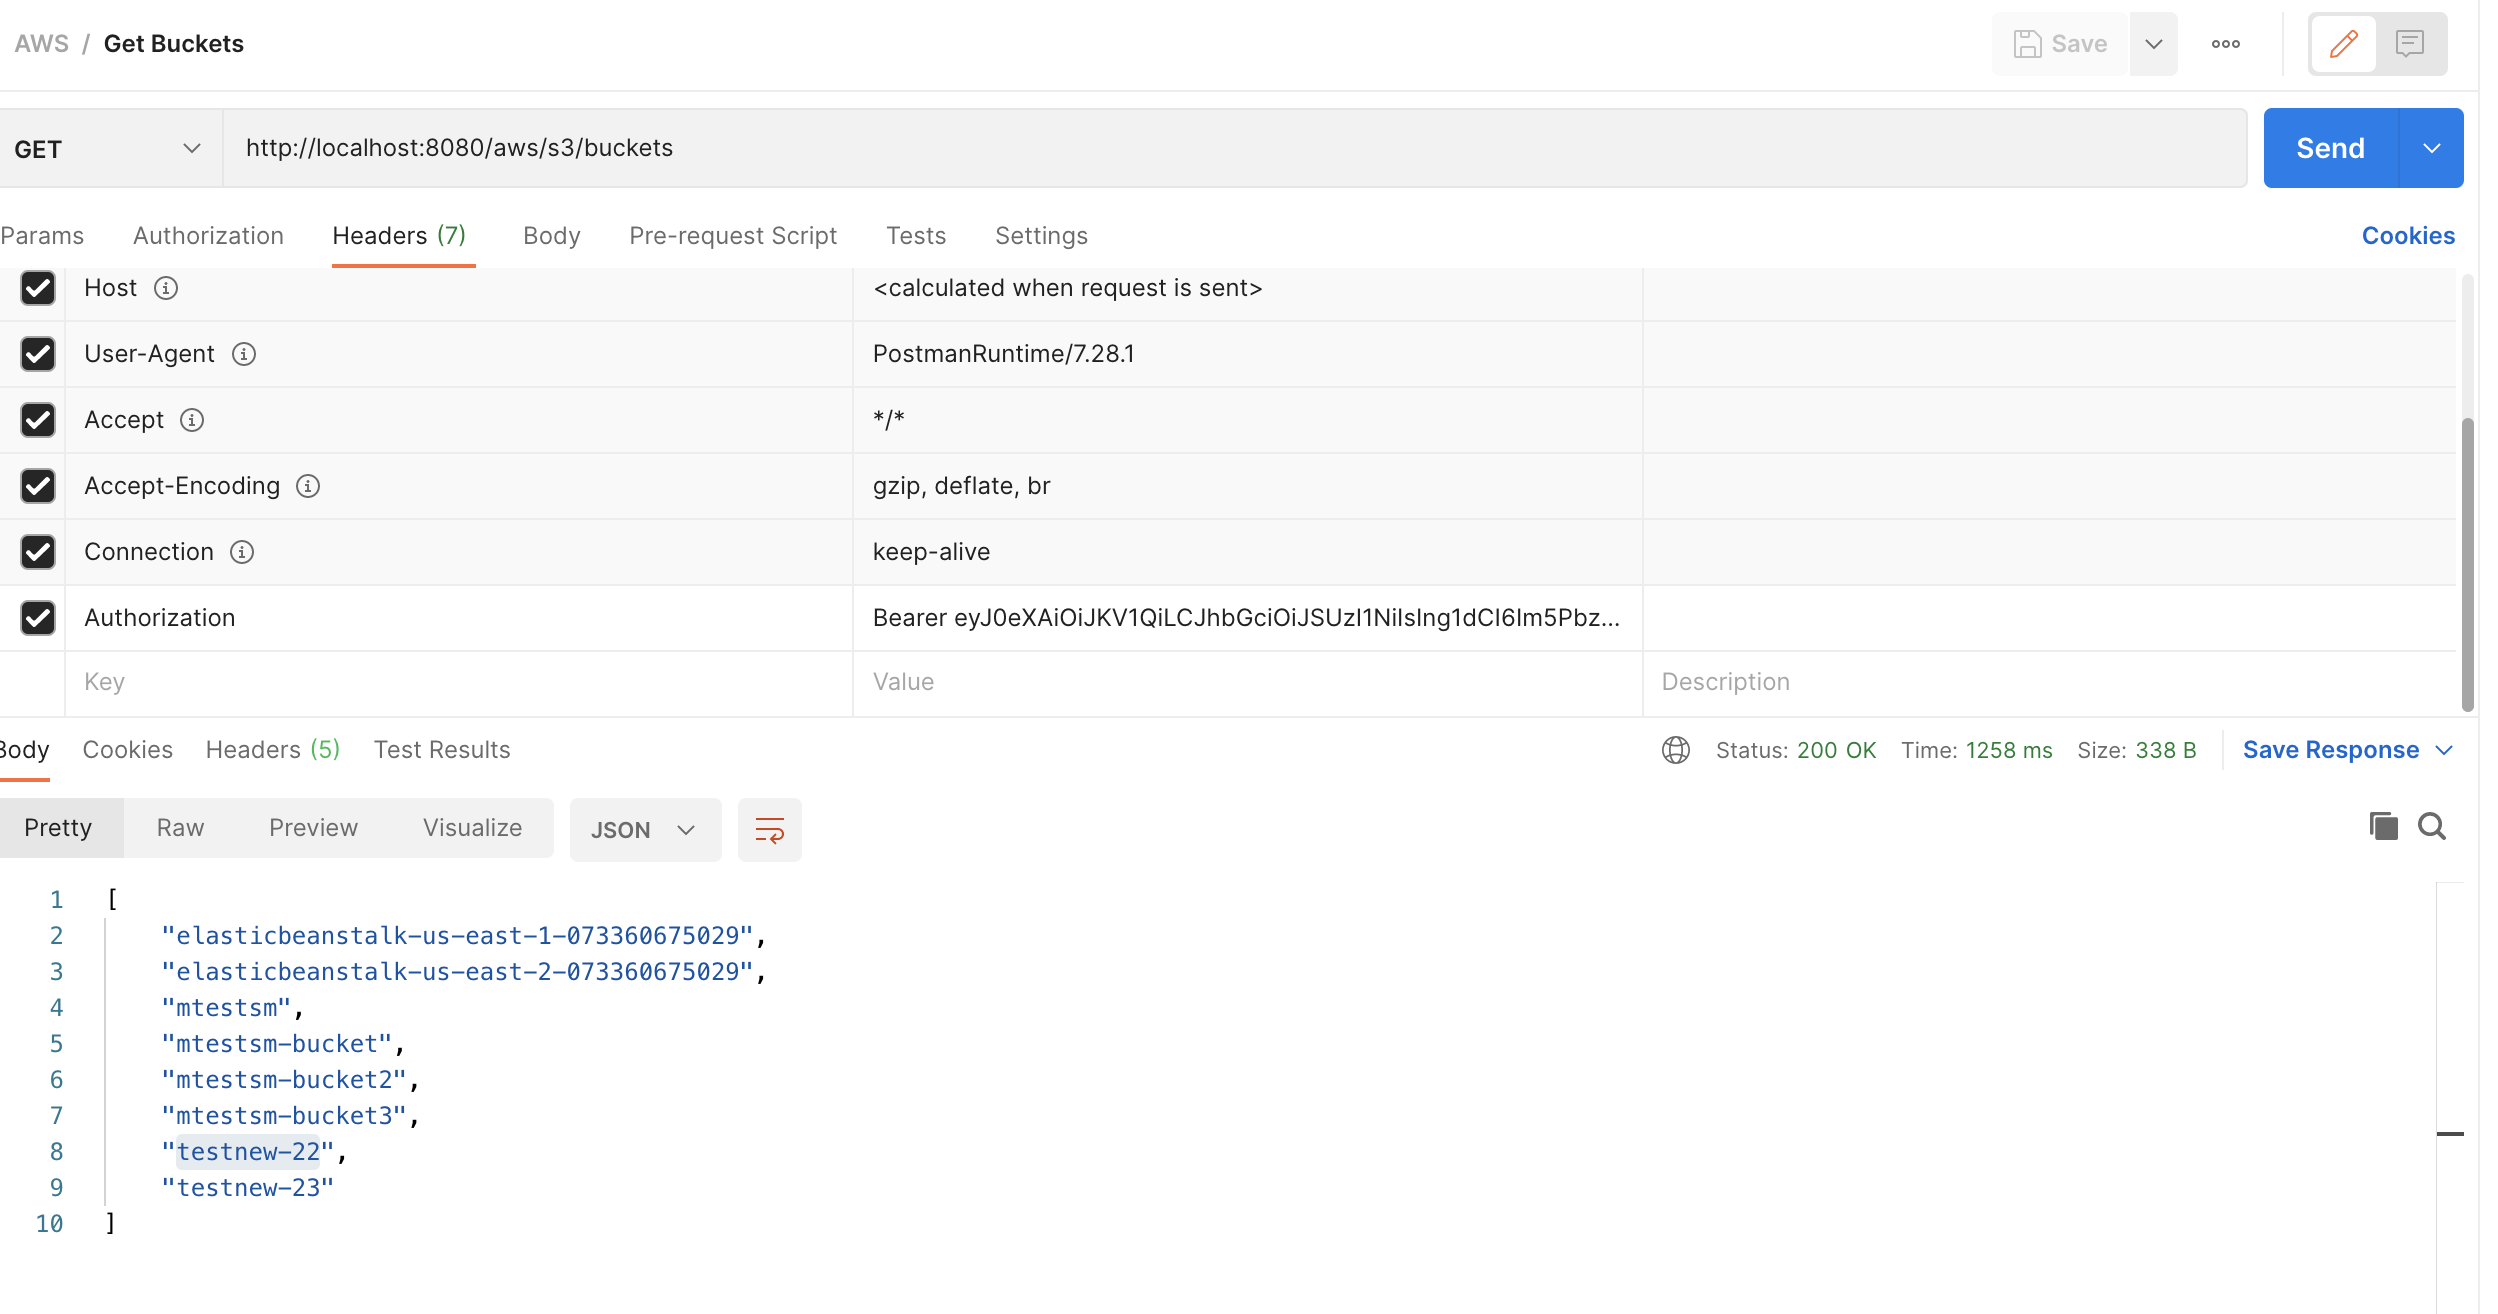 AWS / Get Buckets Save
GET http://localhost:8080/aws/s3/buckets Send
Params Authorization Headers (7) Body Pre-request Script Tests Settings Cookies
Host <calculated when request is sent>
User-Agent PostmanRuntime/7.28.1
Accept */*
Accept-Encoding gzip, deflate, br
Connection keep-alive
Authorization Bearer eyJ0eXAiOiJKV1QiLCJhbGciOiJSUzI1NiIsIng1dCI6Im5Pbz...
Key Value Description
Body Cookies Headers (5) Test Results Status: 200 OK Time: 1258 ms Size: 338 B Save Response
Pretty Raw Preview Visualize JSON
1 [
2 "elasticbeanstalk-us-east-1-073360675029",
3 "elasticbeanstalk-us-east-2-073360675029",
4 "mtestsm",
5 "mtestsm-bucket",
6 "mtestsm-bucket2",
7 "mtestsm-bucket3",
8 "testnew-22",
9 "testnew-23"
10 ]